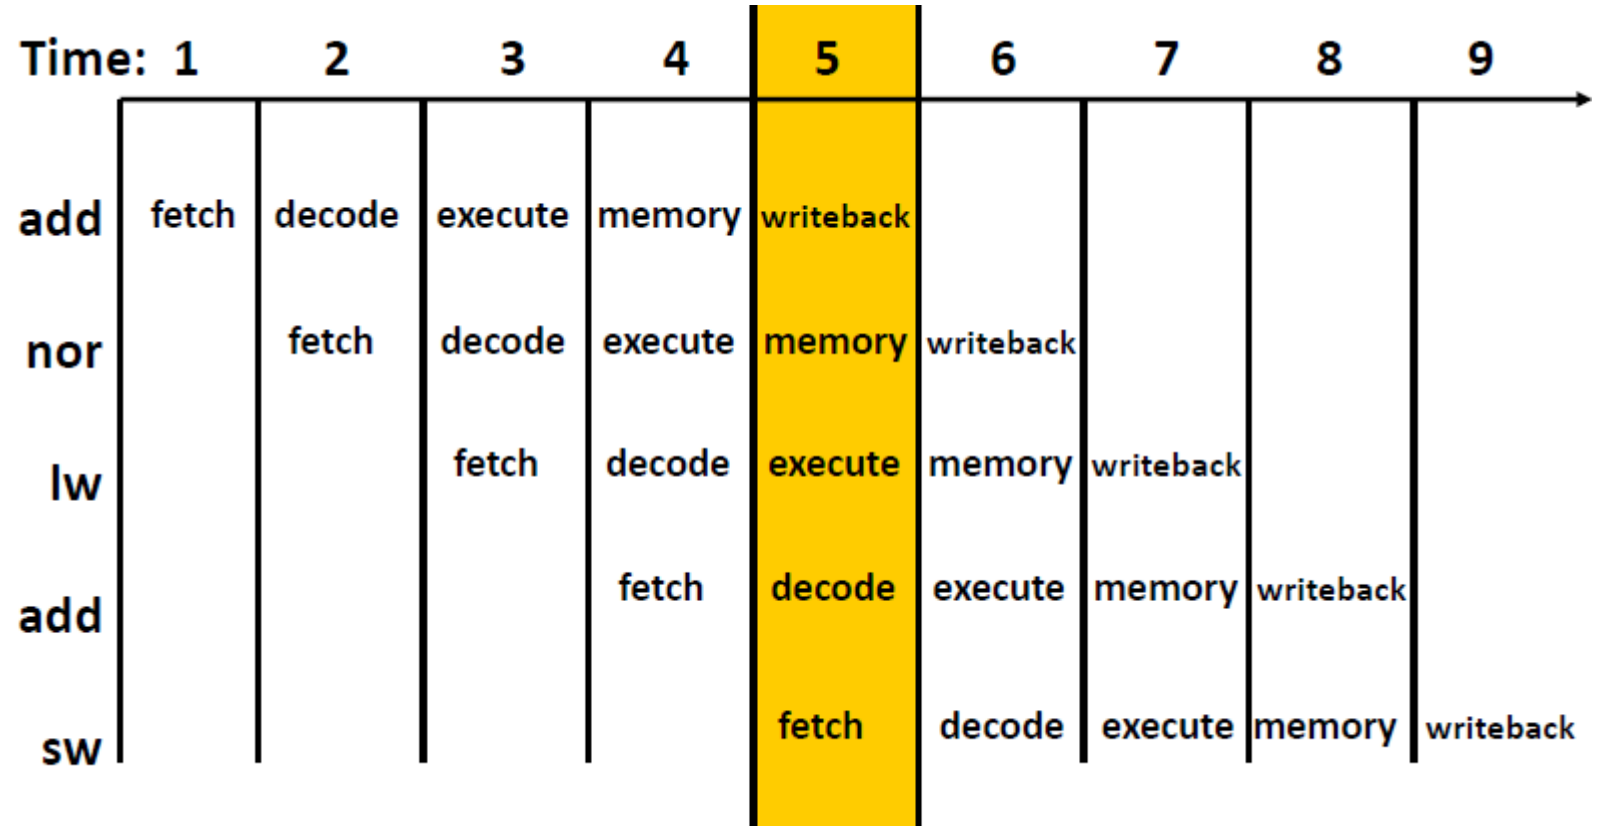 Time: 1 2 3 4 5 6 7 8 9
add fetch decode execute memory writeback
nor fetch decode execute memory writeback
lw fetch decode execute memory writeback
add fetch decode execute memory writeback
sw fetch decode execute memory writeback